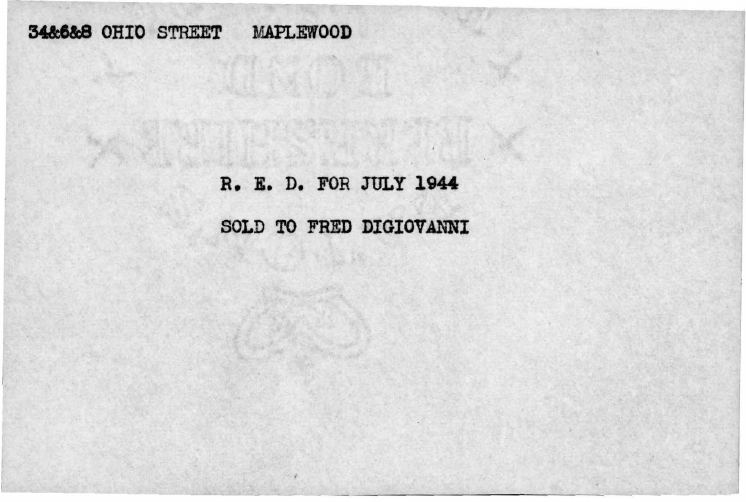 34&6&8 OHIO STREET MAPLEWOOD
R. E. D. FOR JULY 1944
SOLD TO FRED DIGIOVANNI